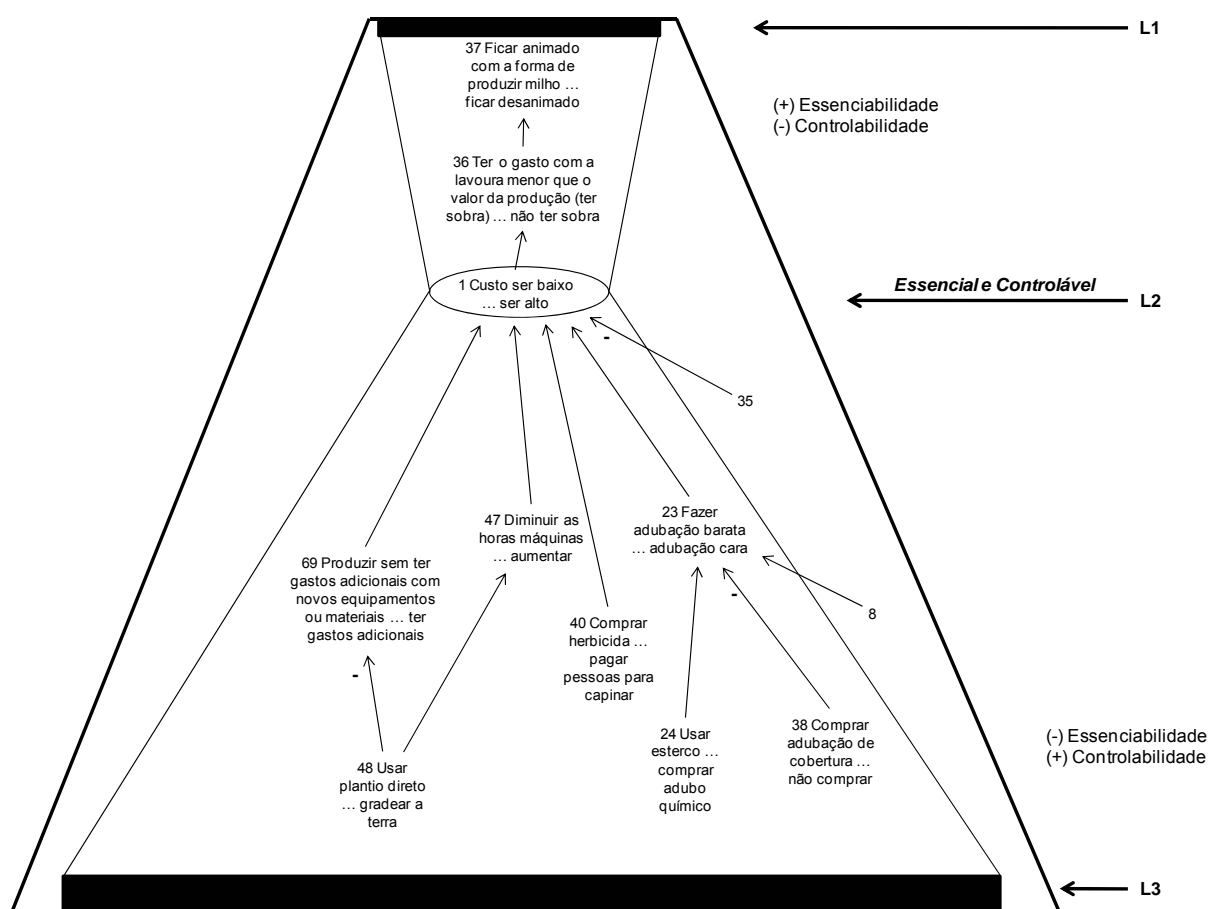 L1
37 Ficar animado
com a forma de
produzir milho …
ficar desanimado
(+) Essenciabilidade
(-) Controlabilidade
36 Ter o gasto com a
lavoura menor que o
valor da produção (ter
sobra) … não ter sobra
1 Custo ser baixo
… ser alto
Essencial e Controlável
L2
-
35
47 Diminuir as
horas máquinas
… aumentar
23 Fazer
adubação barata
… adubação cara
69 Produzir sem ter
gastos adicionais com
novos equipamentos
ou materiais … ter
gastos adicionais
-
8
40 Comprar
herbicida …
pagar
pessoas para
capinar
-
24 Usar
esterco …
comprar
adubo
químico
38 Comprar
adubação de
cobertura …
não comprar
48 Usar
plantio direto
… gradear a
terra
(-) Essenciabilidade
(+) Controlabilidade
L3